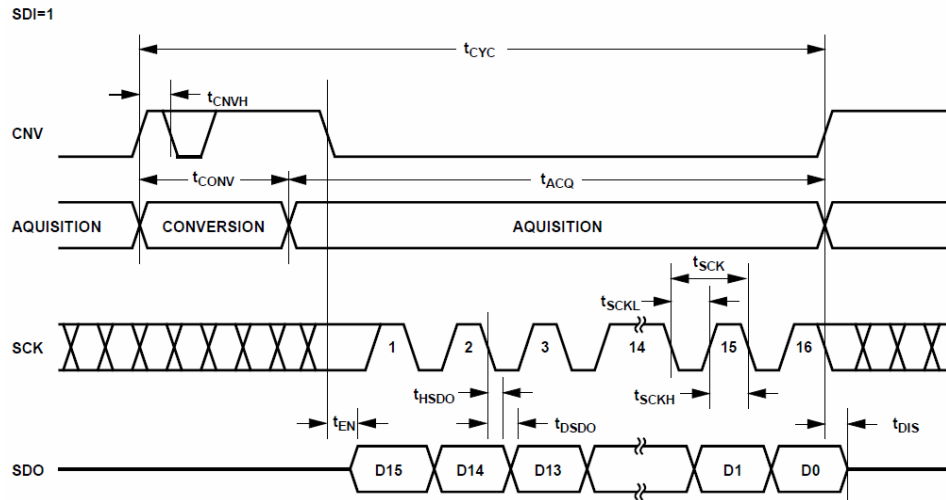 SDI=1
tCYC
tCNVH
CNV
tCONV
tACQ
AQUISITION
CONVERSION
AQUISITION
tSCK
tSCKL
SCK
1
2
3
14
15
16
tHSDO
tSCKH
tEN
tDSDO
tDIS
SDO
D15
D14
D13
D1
D0